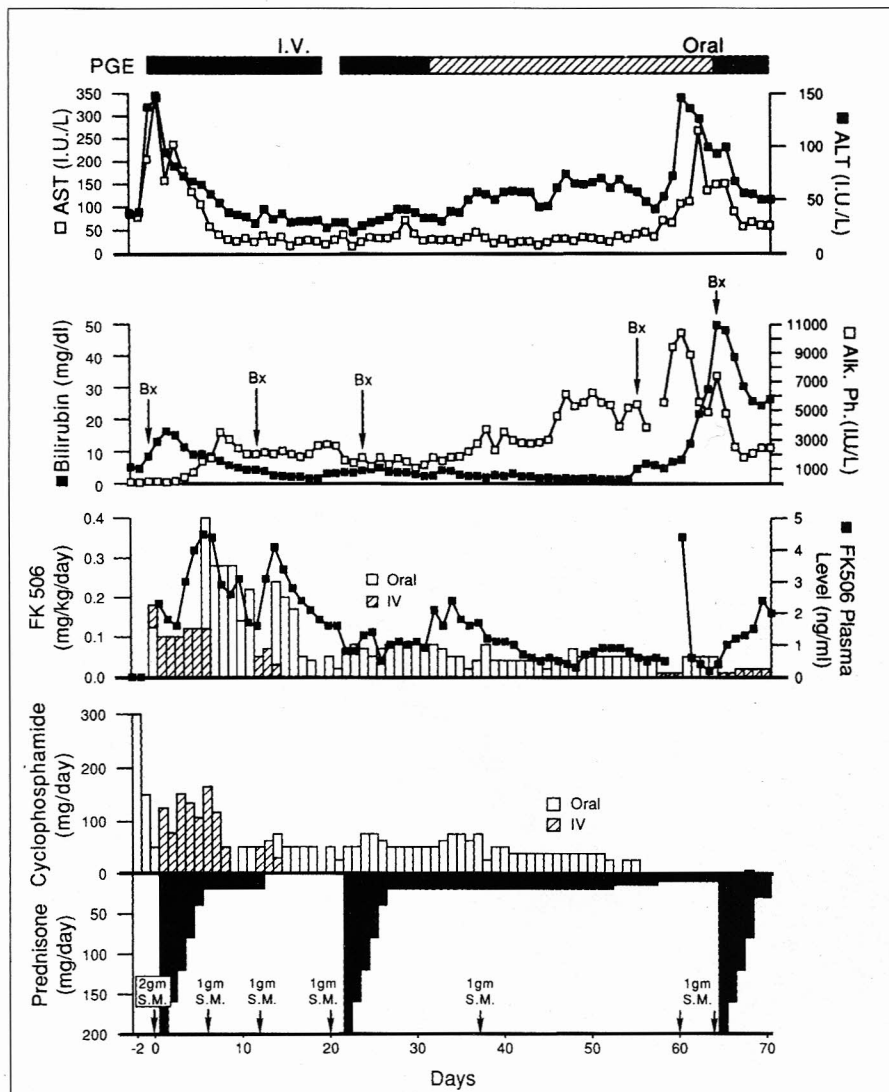 I.V.
Oral
PGE
350
300
250
200
150
100
50
0
□ AST (I.U./L)
150
100
50
0
■ ALT (I.U./L)
50
40
30
20
10
0
■ Bilirubin (mg/dl)
Bx
Bx
Bx
Bx
Bx
11000
9000
7000
5000
3000
1000
□ Alk. Ph. (IU/L)
0.4
0.3
0.2
0.1
0.0
FK 506
(mg/kg/day)
Oral
IV
5
4
3
2
1
0
■ FK506 Plasma
Level (ng/ml)
300
200
100
0
Cyclophosphamide
(mg/day)
Oral
IV
50
100
150
200
Prednisone
(mg/day)
2gm
S.M.
1gm
S.M.
1gm
S.M.
1gm
S.M.
1gm
S.M.
1gm
S.M.
-2 0 10 20 30 40 50 60 70
Days